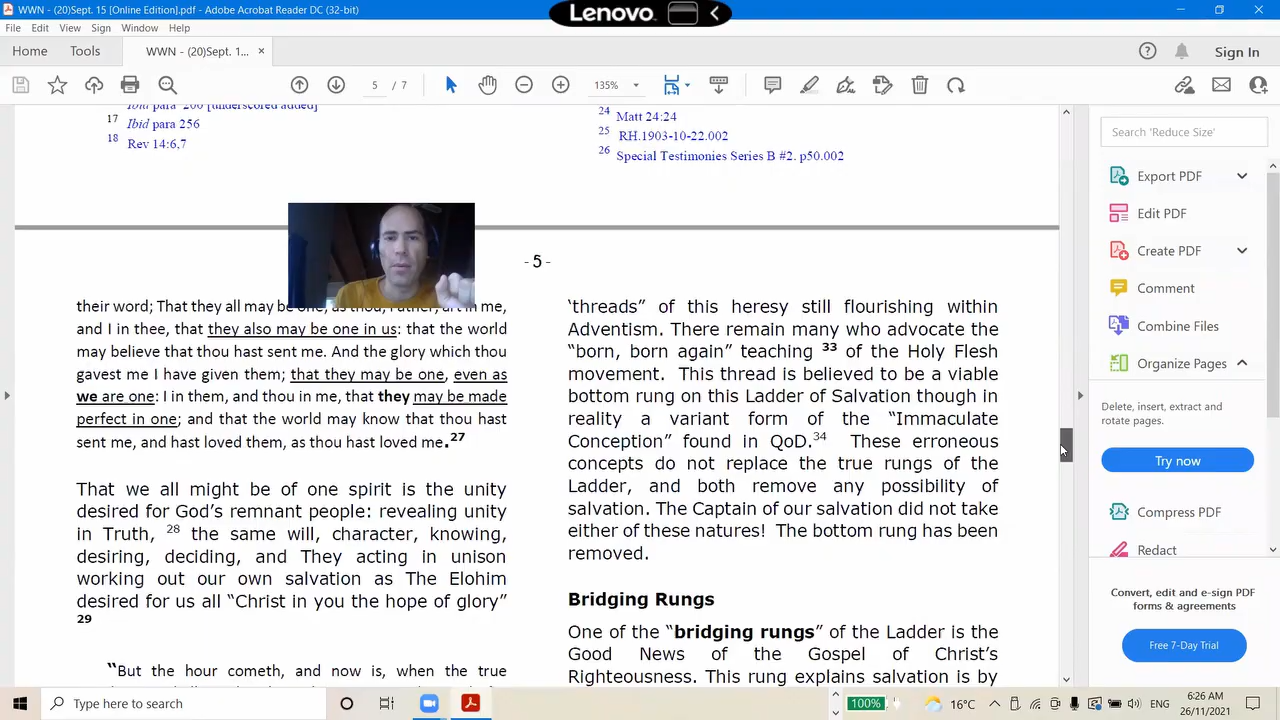 WWN - (20)Sept. 15 [Online Edition].pdf - Adobe Acrobat Reader DC (32-bit)
Lenovo
File Edit View Sign Window Help
Home Tools WWN - (20)Sept. 1... × Sign In
5 / 7 135%
Ibid para 200 [underscored added]
17 Ibid para 256
18 Rev 14:6,7
24 Matt 24:24
25 RH.1903-10-22.002
26 Special Testimonies Series B #2. p50.002
- 5 -
their word; That they all may be one, as thou, Father, art in me,
and I in thee, that they also may be one in us: that the world
may believe that thou hast sent me. And the glory which thou
gavest me I have given them; that they may be one, even as
we are one: I in them, and thou in me, that they may be made
perfect in one; and that the world may know that thou hast
sent me, and hast loved them, as thou hast loved me.27
That we all might be of one spirit is the unity
desired for God's remnant people: revealing unity
in Truth, 28 the same will, character, knowing,
desiring, deciding, and They acting in unison
working out our own salvation as The Elohim
desired for us all “Christ in you the hope of glory”
29
“But the hour cometh, and now is, when the true
‘threads” of this heresy still flourishing within
Adventism. There remain many who advocate the
“born, born again” teaching 33 of the Holy Flesh
movement. This thread is believed to be a viable
bottom rung on this Ladder of Salvation though in
reality a variant form of the “Immaculate
Conception” found in QoD.34 These erroneous
concepts do not replace the true rungs of the
Ladder, and both remove any possibility of
salvation. The Captain of our salvation did not take
either of these natures! The bottom rung has been
removed.
Bridging Rungs
One of the “bridging rungs” of the Ladder is the
Good News of the Gospel of Christ's
Righteousness. This rung explains salvation is by
Search 'Reduce Size'
Export PDF
Edit PDF
Create PDF
Comment
Combine Files
Organize Pages
Delete, insert, extract and
rotate pages.
Try now
Compress PDF
Redact
Convert, edit and e-sign PDF
forms & agreements
Free 7-Day Trial
Type here to search
100% 16°C ENG
6:26 AM
26/11/2021